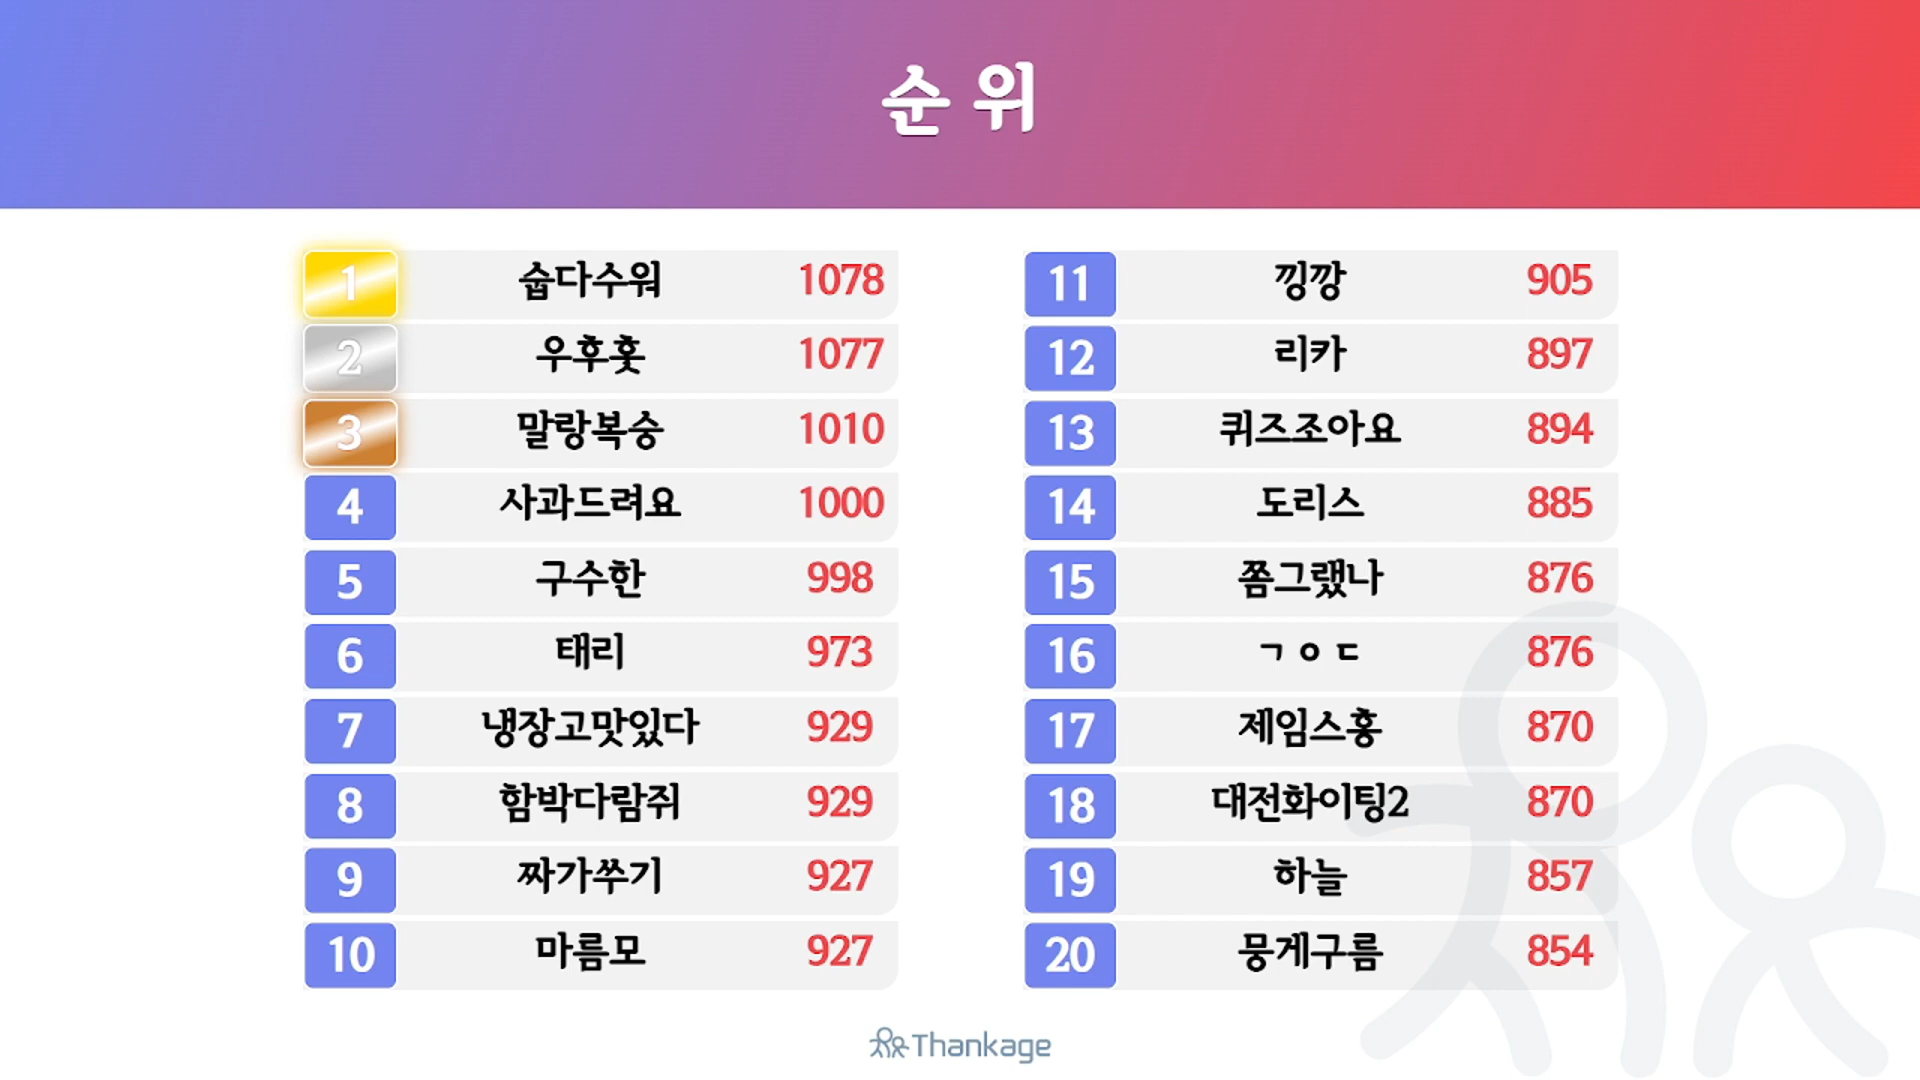 순 위
1 숩다수워 1078
2 우후훗 1077
3 말랑복숭 1010
4 사과드려요 1000
5 구수한 998
6 태리 973
7 냉장고맛있다 929
8 함박다람쥐 929
9 짜가쑤기 927
10 마름모 927
11 낑깡 905
12 리카 897
13 퀴즈조아요 894
14 도리스 885
15 쫌그랬나 876
16 ㄱㅇㄷ 876
17 제임스홍 870
18 대전화이팅2 870
19 하늘 857
20 뭉게구름 854
Thankage